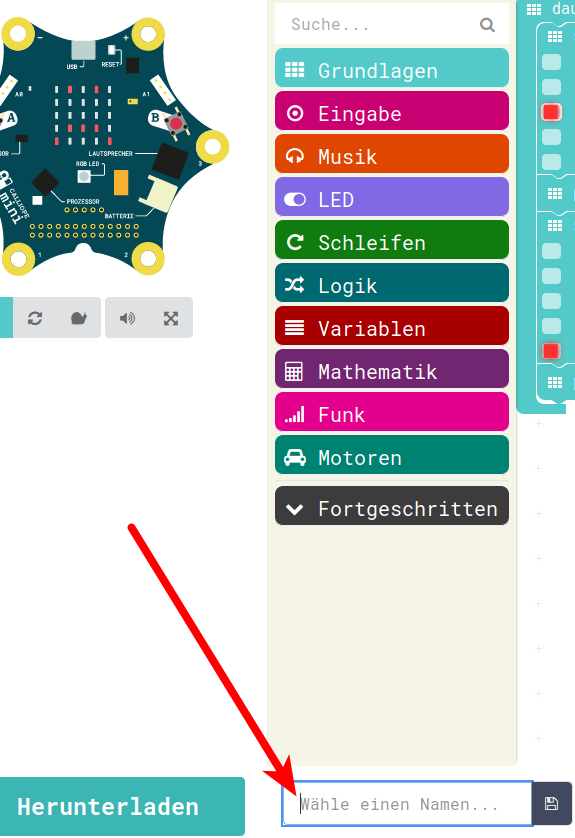 dau
Suche...
USB
RESET
A0
A1
A
B
SOR
LAUTSPRECHER
RGB LED
3
CALLIOPE
mini
PROZESSOR
BATTERIE
1
2
Grundlagen
Eingabe
Musik
LED
Schleifen
Logik
Variablen
Mathematik
Funk
Motoren
Fortgeschritten
Herunterladen
Wähle einen Namen...